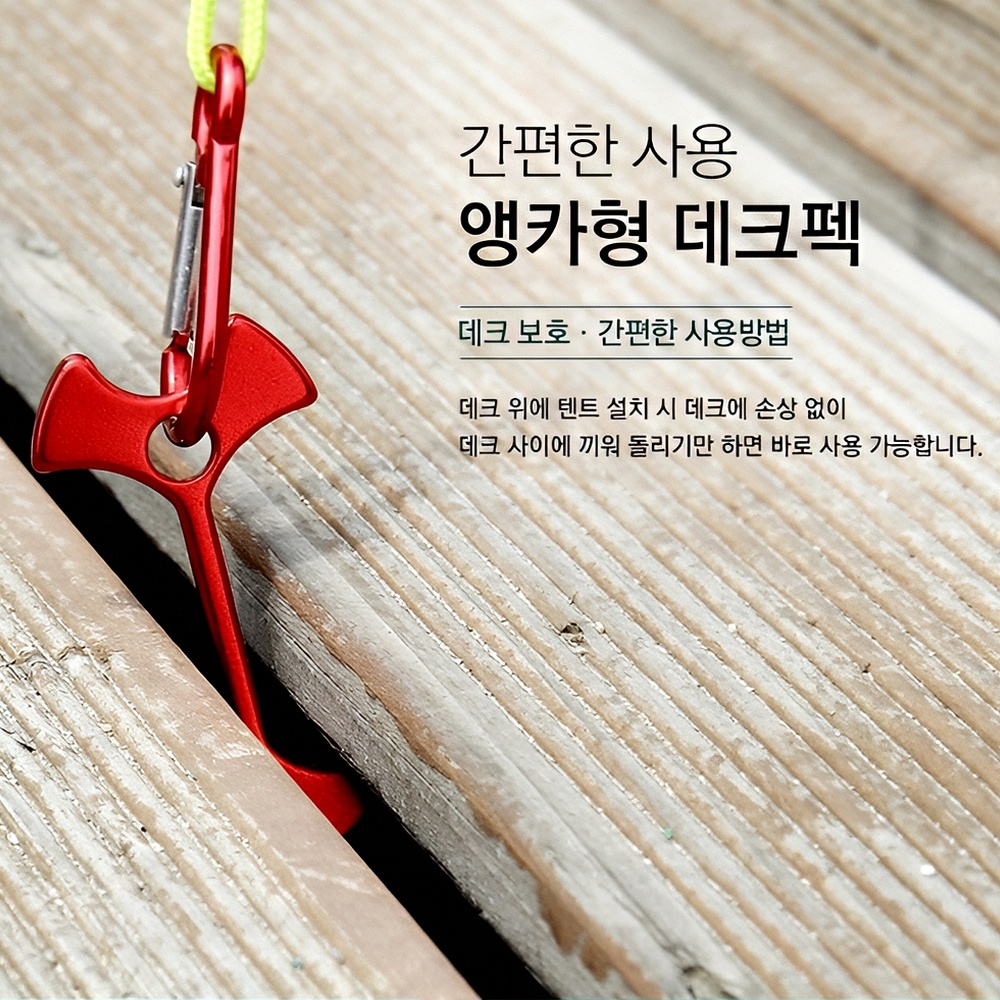 간편한 사용
앵카형 데크펙
데크 보호 · 간편한 사용방법
데크 위에 텐트 설치 시 데크에 손상 없이
데크 사이에 끼워 돌리기만 하면 바로 사용 가능합니다.